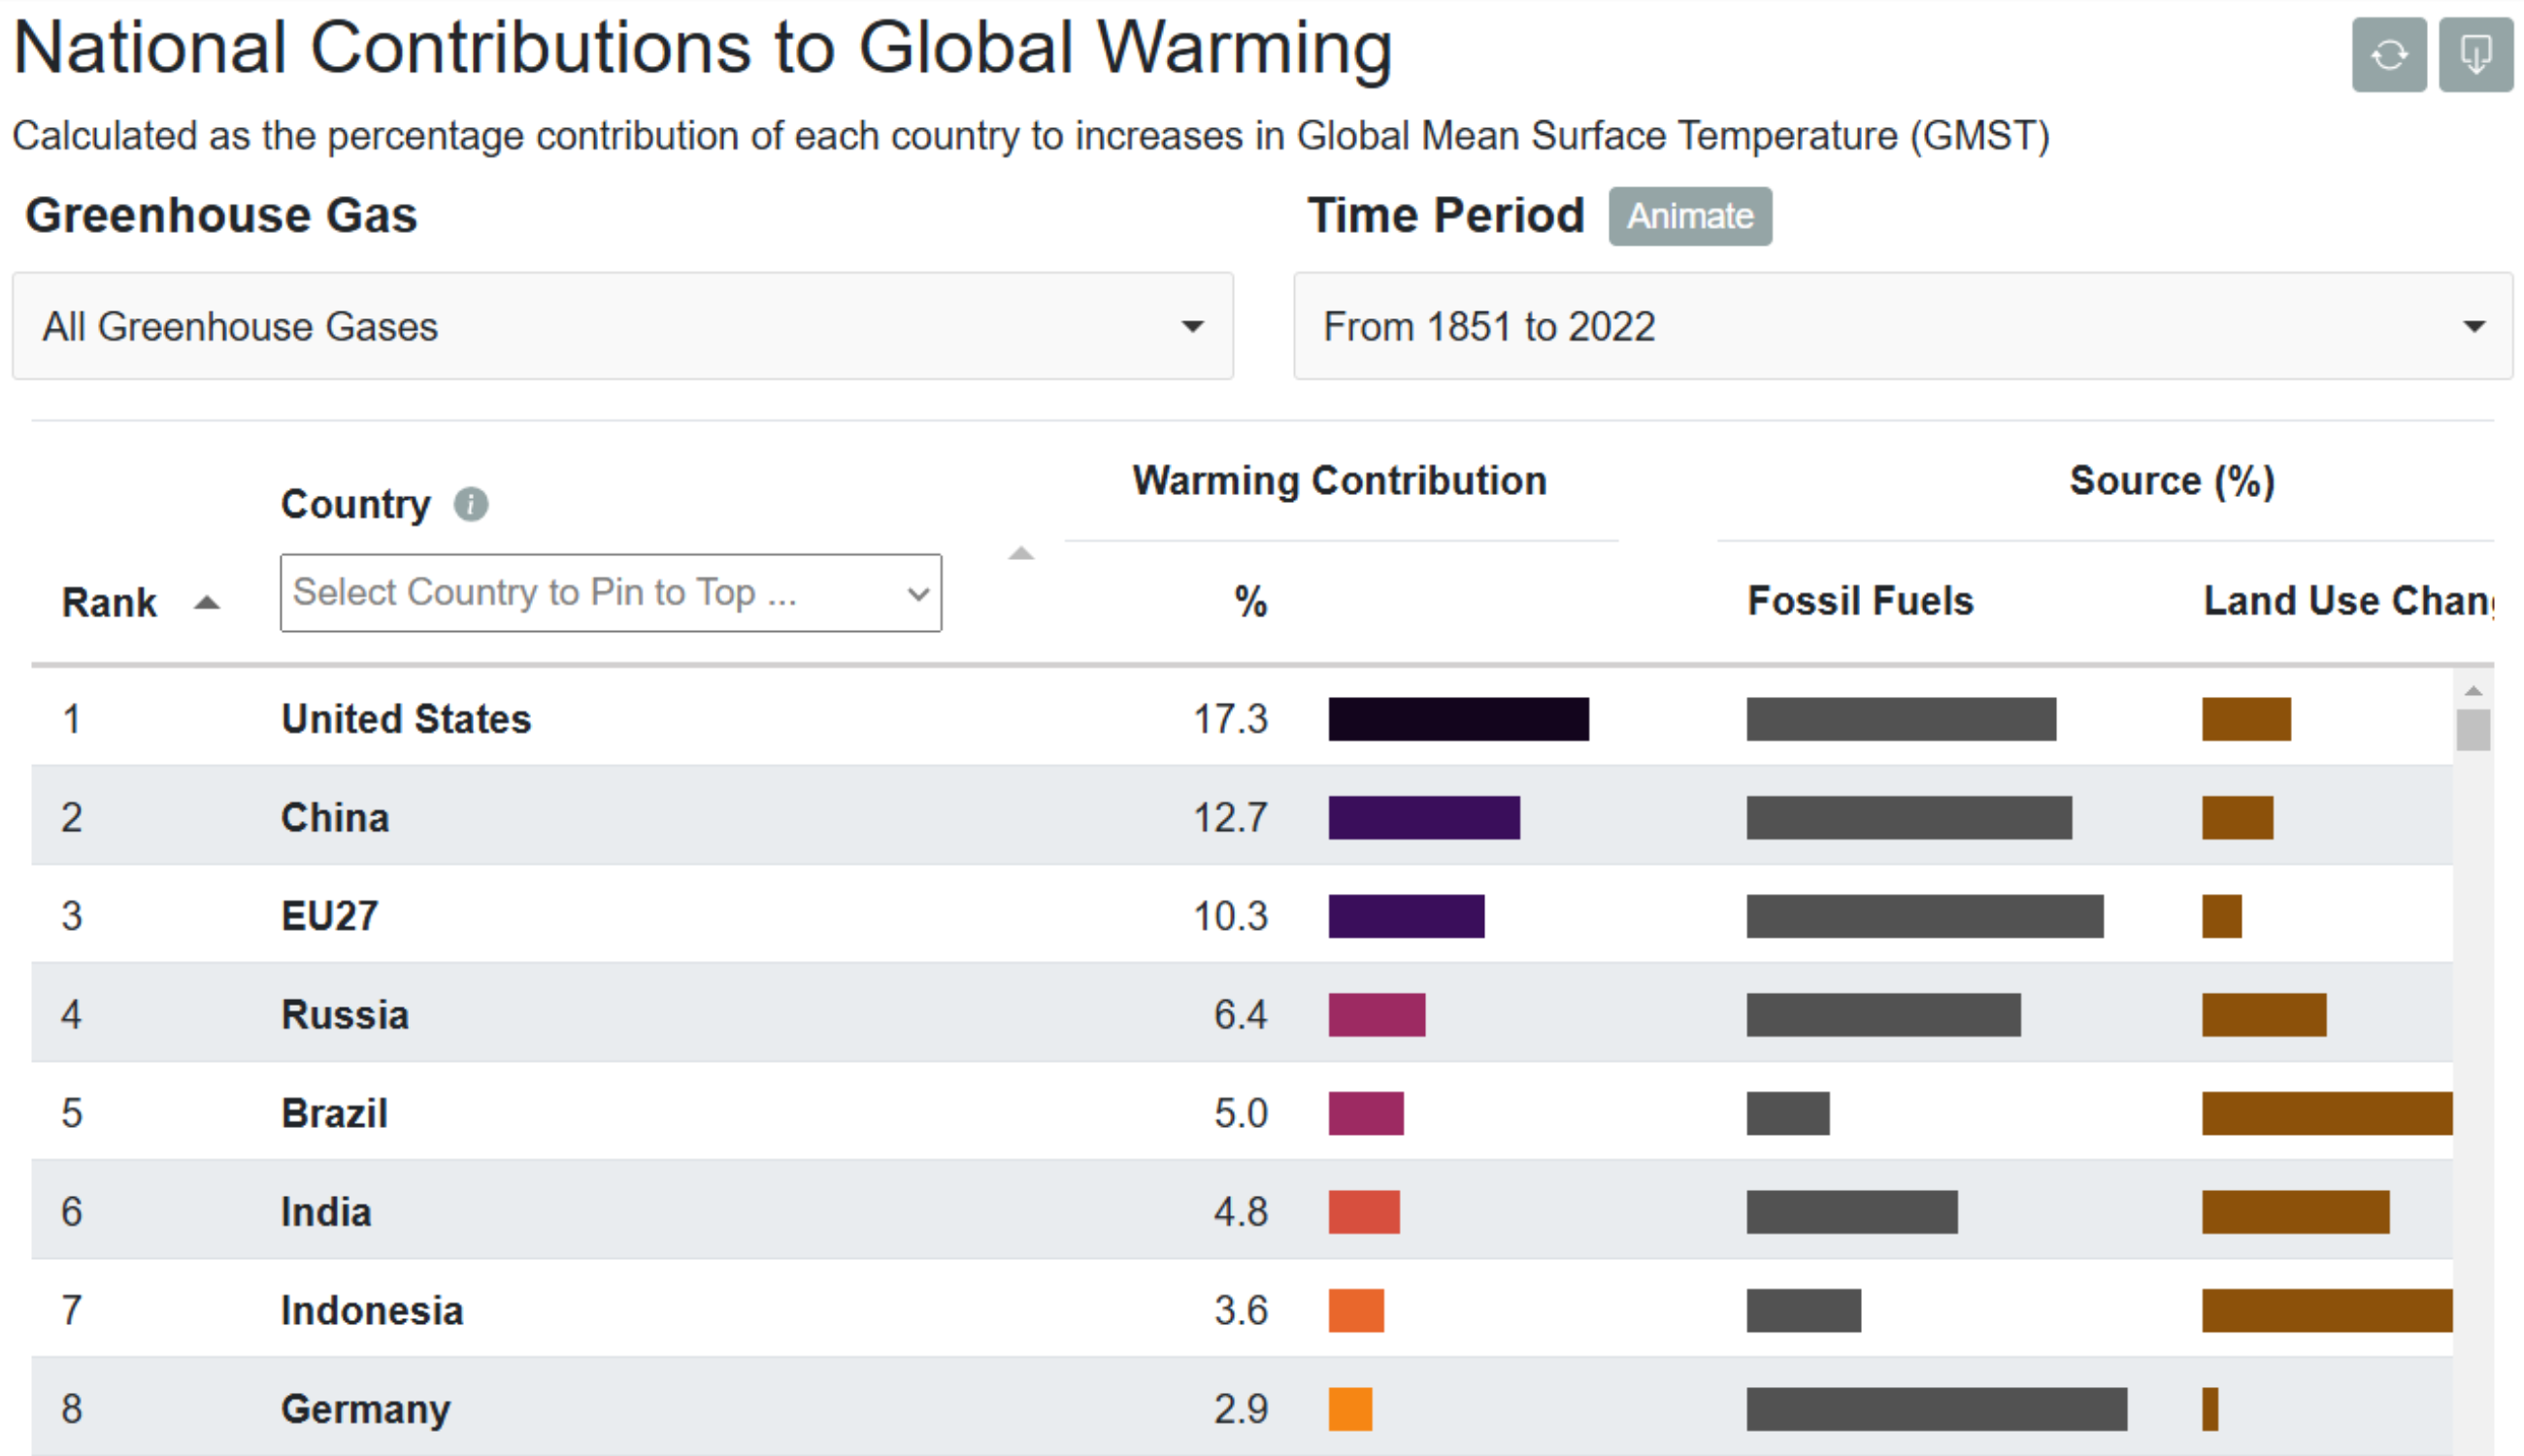 National Contributions to Global Warming
Calculated as the percentage contribution of each country to increases in Global Mean Surface Temperature (GMST)
Greenhouse Gas
Time Period Animate
All Greenhouse Gases
From 1851 to 2022
Warming Contribution Source (%)
Country i
Select Country to Pin to Top ...
Rank % Fossil Fuels Land Use Chan
1 United States 17.3
2 China 12.7
3 EU27 10.3
4 Russia 6.4
5 Brazil 5.0
6 India 4.8
7 Indonesia 3.6
8 Germany 2.9